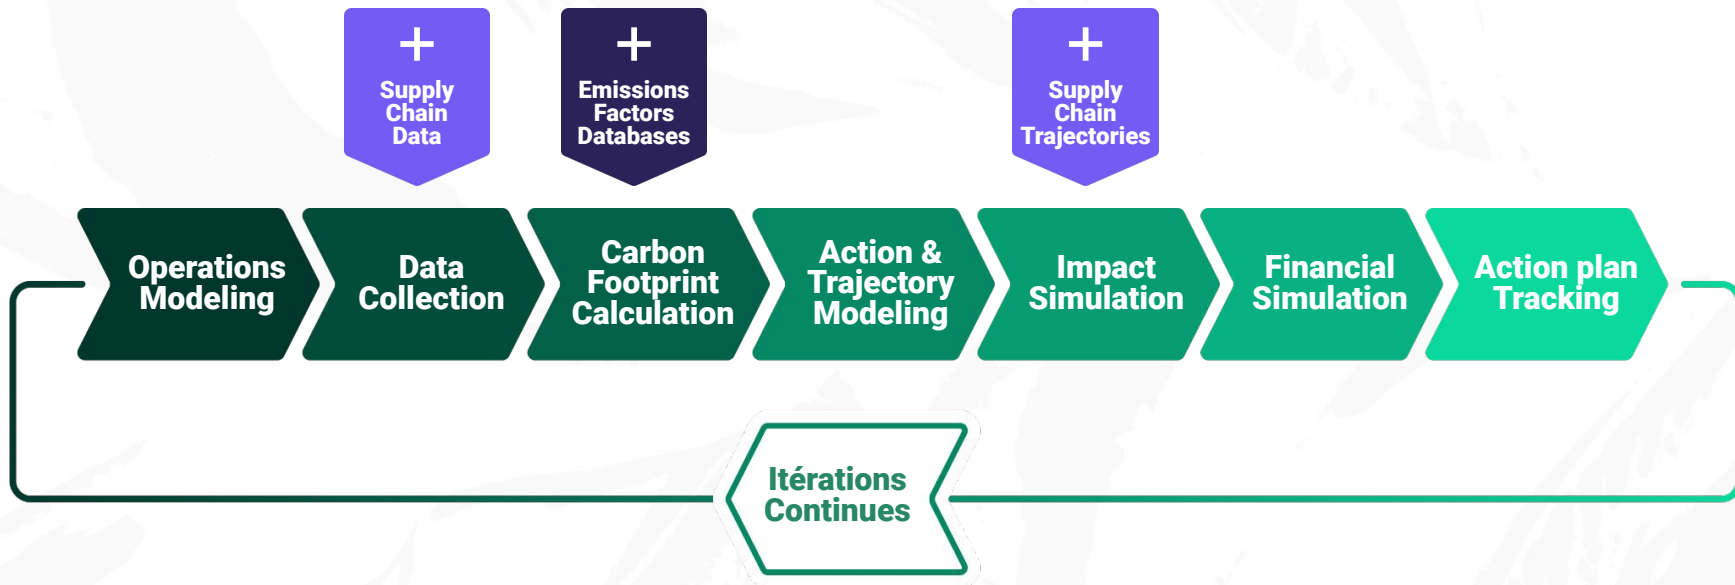 +
Supply
Chain
Data
+
Emissions
Factors
Databases
+
Supply
Chain
Trajectories
Operations
Modeling
Data
Collection
Carbon
Footprint
Calculation
Action &
Trajectory
Modeling
Impact
Simulation
Financial
Simulation
Action plan
Tracking
Itérations
Continues